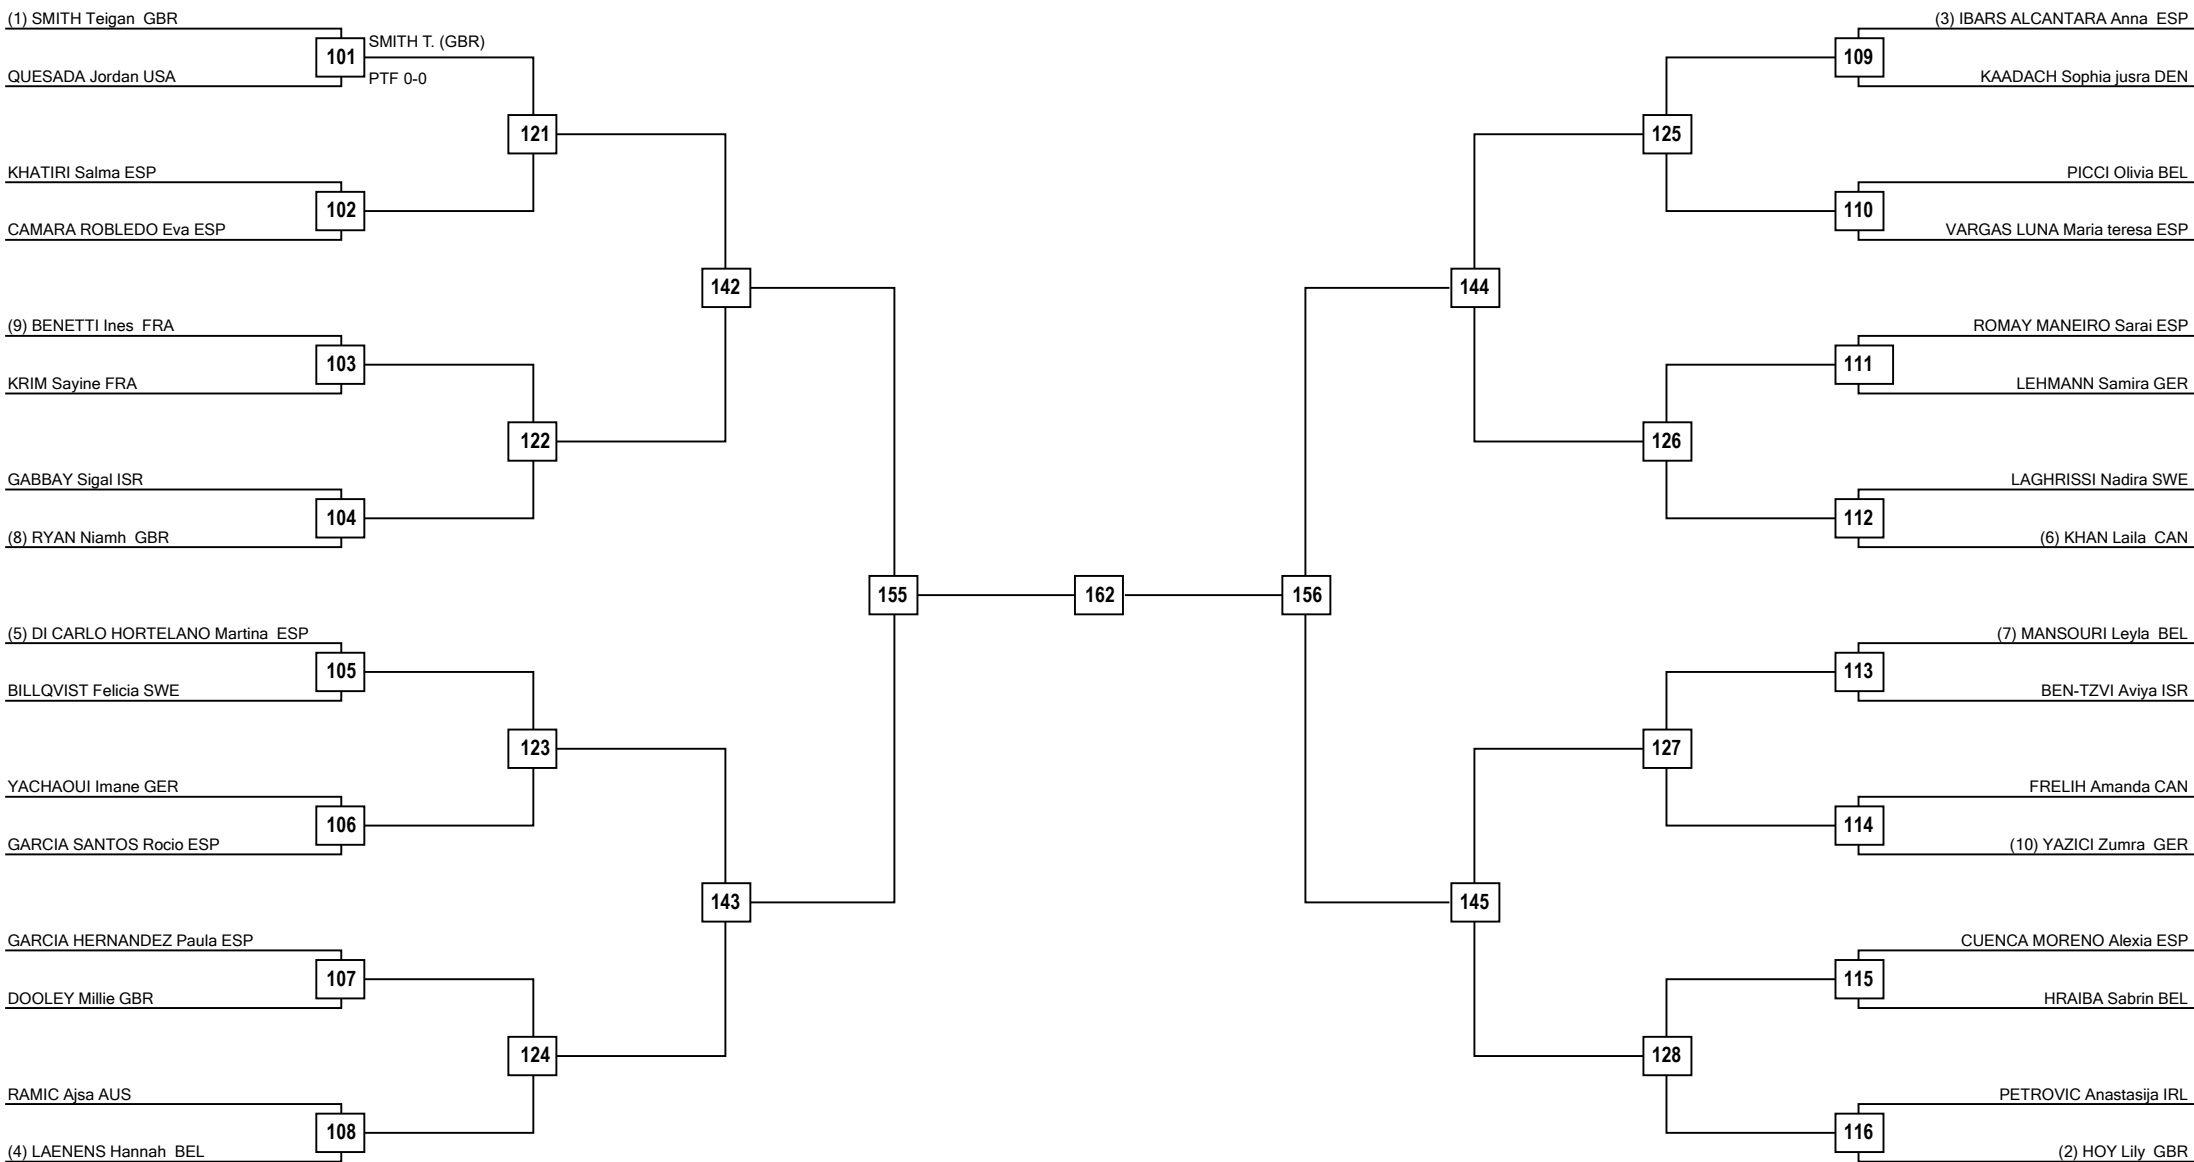 (1) SMITH Teigan  GBR
101
SMITH T. (GBR)
PTF 0-0
QUESADA Jordan USA
121
KHATIRI Salma ESP
102
CAMARA ROBLEDO Eva ESP
142
(9) BENETTI Ines  FRA
103
KRIM Sayine FRA
122
GABBAY Sigal ISR
104
(8) RYAN Niamh  GBR
155
(5) DI CARLO HORTELANO Martina  ESP
105
BILLQVIST Felicia SWE
123
YACHAOUI Imane GER
106
GARCIA SANTOS Rocio ESP
143
GARCIA HERNANDEZ Paula ESP
107
DOOLEY Millie GBR
124
RAMIC Ajsa AUS
108
(4) LAENENS Hannah  BEL
162
(3) IBARS ALCANTARA Anna  ESP
109
KAADACH Sophia jusra DEN
125
PICCI Olivia BEL
110
VARGAS LUNA Maria teresa ESP
144
ROMAY MANEIRO Sarai ESP
111
LEHMANN Samira GER
126
LAGHRISSI Nadira SWE
112
(6) KHAN Laila  CAN
156
(7) MANSOURI Leyla  BEL
113
BEN-TZVI Aviya ISR
127
FRELIH Amanda CAN
114
(10) YAZICI Zumra  GER
145
CUENCA MORENO Alexia ESP
115
HRAIBA Sabrin BEL
128
PETROVIC Anastasija IRL
116
(2) HOY Lily  GBR